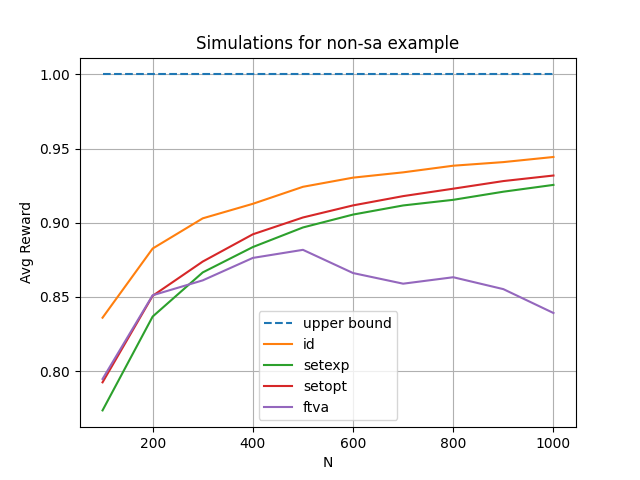 Simulations for non-sa example
Avg Reward
1.00
0.95
0.90
0.85
0.80
upper bound
id
setexp
setopt
ftva
200
400
600
800
1000
N